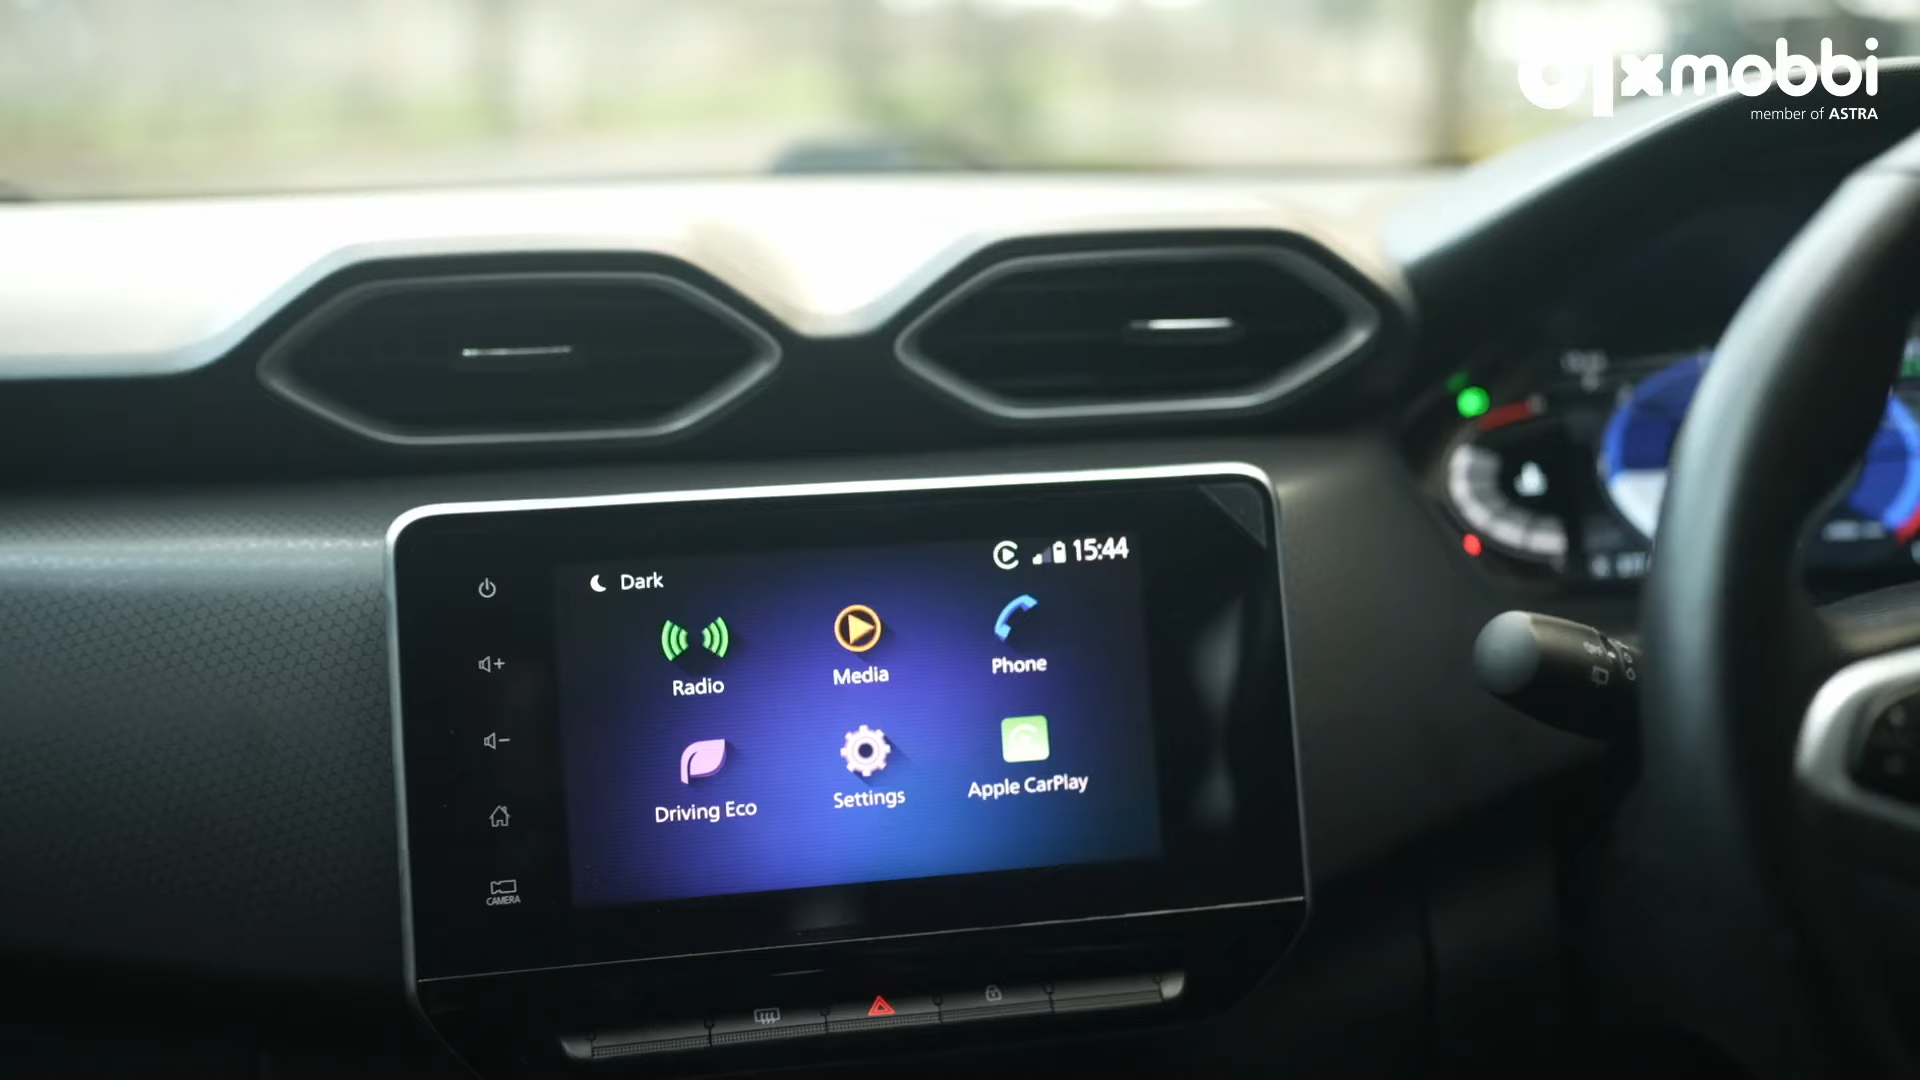 olxmobbi
member of ASTRA
15:44
Dark
Radio
Media
Phone
Driving Eco
Settings
Apple CarPlay
CAMERA